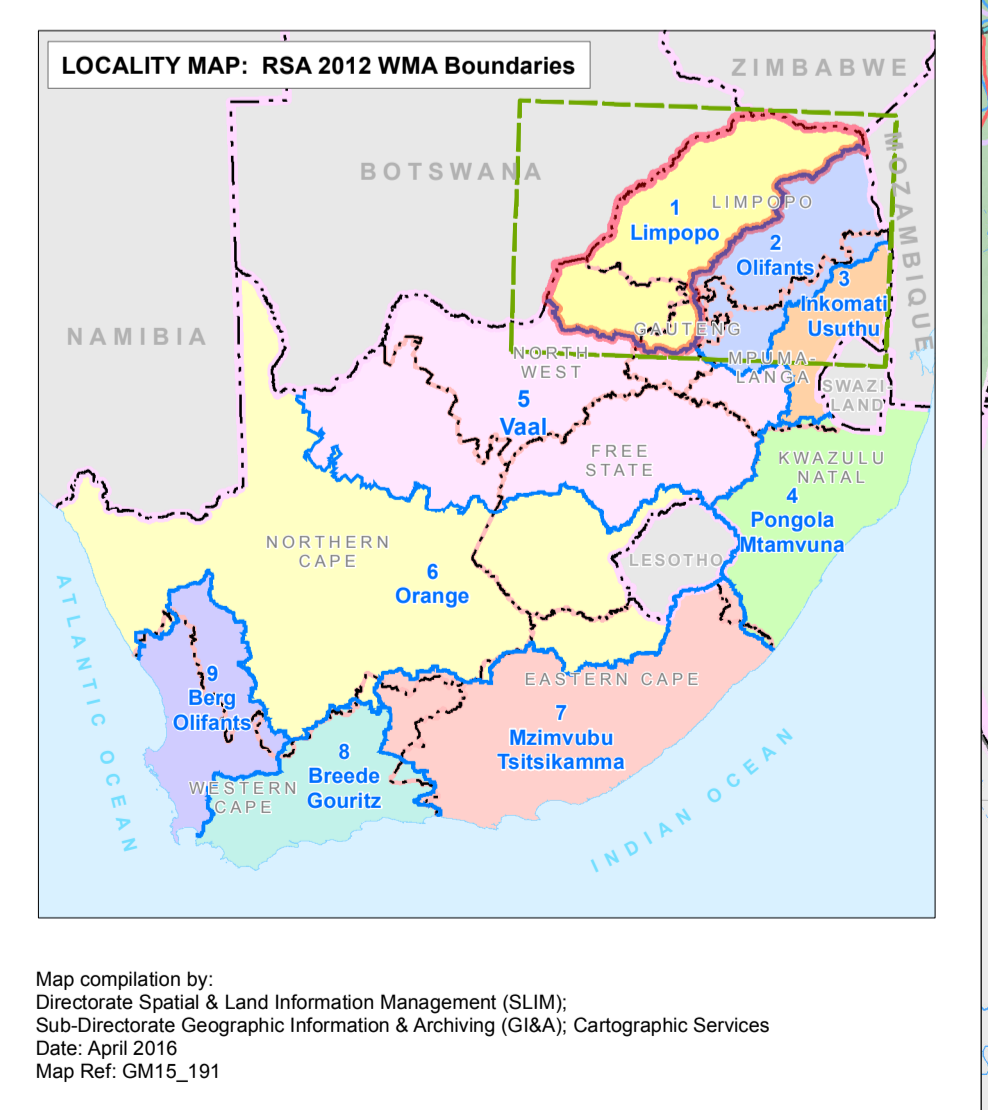 LOCALITY MAP: RSA 2012 WMA Boundaries
ZIMBABWE
BOTSWANA
MOZAMBIQUE
NAMIBIA
LIMPOPO
1
Limpopo
2
Olifants
3
Inkomati
Usuthu
GAUTENG
NORTH
WEST
MPUMA-
LANGA
SWAZI-
LAND
5
Vaal
FREE
STATE
KWAZULU
NATAL
4
Pongola
Mtamvuna
NORTHERN
CAPE
LESOTHO
6
Orange
ATLANTIC OCEAN
9
Berg
Olifants
EASTERN CAPE
7
Mzimvubu
Tsitsikamma
8
Breede
Gouritz
WESTERN
CAPE
INDIAN OCEAN
Map compilation by:
Directorate Spatial & Land Information Management (SLIM);
Sub-Directorate Geographic Information & Archiving (GI&A); Cartographic Services
Date: April 2016
Map Ref: GM15_191